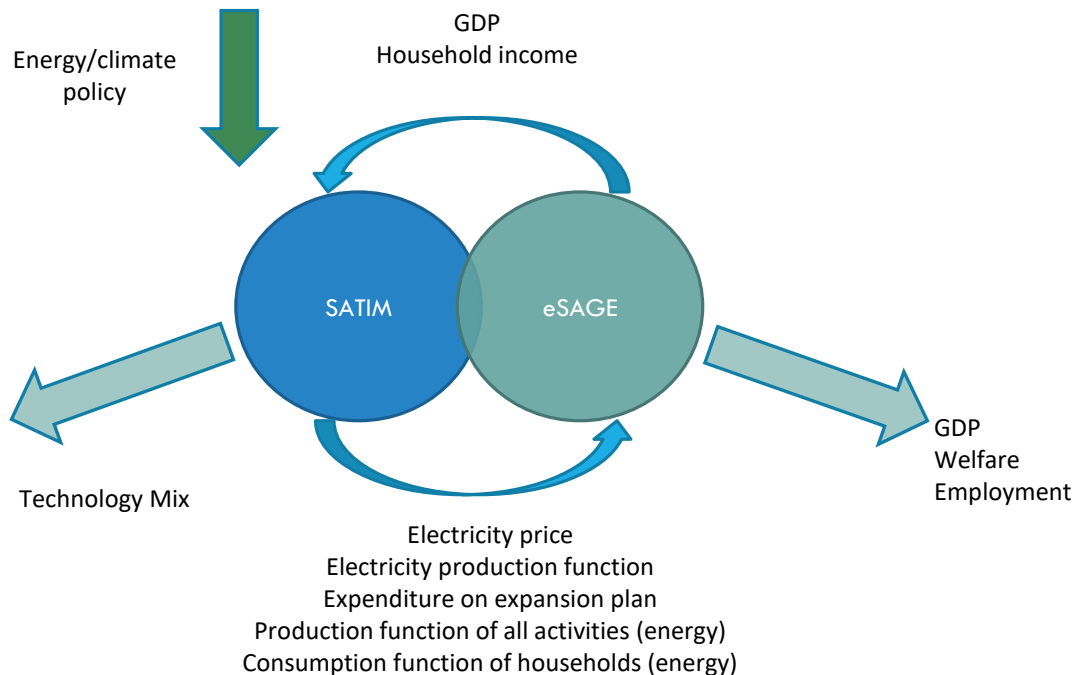 GDP
Household income
Energy/climate
policy
SATIM
eSAGE
GDP
Welfare
Employment
Technology Mix
Electricity price
Electricity production function
Expenditure on expansion plan
Production function of all activities (energy)
Consumption function of households (energy)